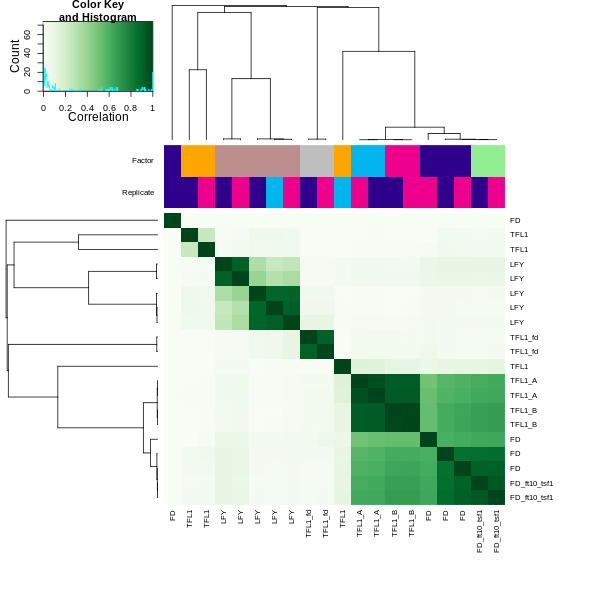 Color Key
and Histogram
Count
0 20 40 60
0 0.2 0.4 0.6 0.8 1
Correlation
Factor
Replicate
FD
TFL1
TFL1
LFY
LFY
LFY
LFY
LFY
TFL1_fd
TFL1_fd
TFL1
TFL1_A
TFL1_A
TFL1_B
TFL1_B
FD
FD
FD
FD_ft10_tsf1
FD_ft10_tsf1
FD
TFL1
TFL1
LFY
LFY
LFY
LFY
LFY
TFL1_fd
TFL1_fd
TFL1
TFL1_A
TFL1_A
TFL1_B
TFL1_B
FD
FD
FD
FD_ft10_tsf1
FD_ft10_tsf1